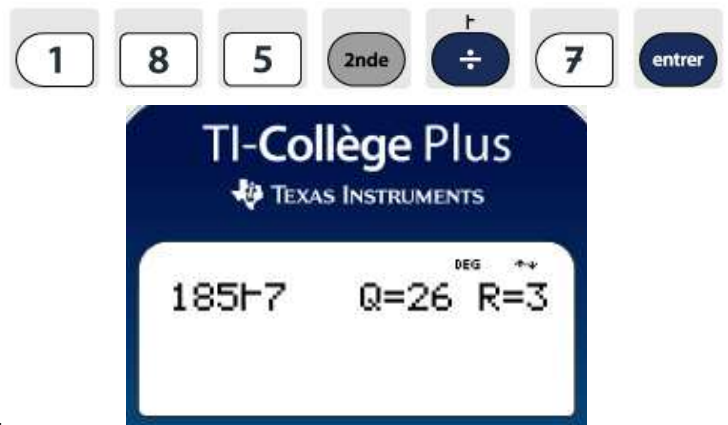 ⊢
1 8 5 2nde ÷ 7 entrer
TI-Collège Plus
TEXAS INSTRUMENTS
DEG ↑↓
185⊢7 Q=26 R=3